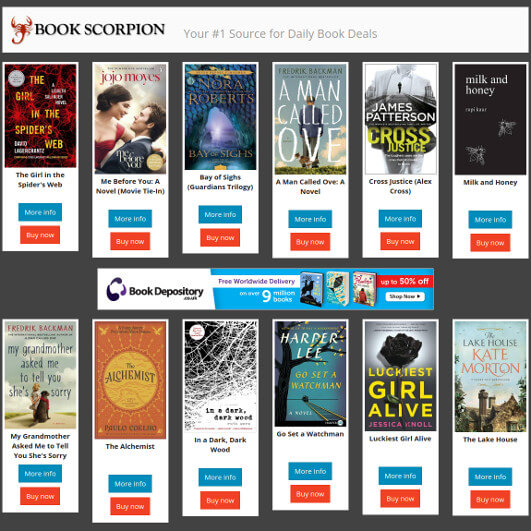 BOOK SCORPION
Your #1 Source for Daily Book Deals
THE
GIRL
IN THE
SPIDER'S
WEB
A LISBETH
SALANDER
NOVEL
DAVID
LAGERCRANTZ
The Girl in the
Spider's Web
More info
Buy now
jojo moyes
Me
Before
You
Me Before You: A
Novel (Movie Tie-In)
More info
Buy now
NORA
ROBERTS
BAY of SIGHS
Bay of Sighs
(Guardians Trilogy)
More info
Buy now
FREDRIK BACKMAN
A MAN
CALLED
OVE
A Man Called Ove: A
Novel
More info
Buy now
JAMES
PATTERSON
CROSS
JUSTICE
Cross Justice (Alex
Cross)
More info
Buy now
milk and
honey
rupi kaur
Milk and Honey
More info
Buy now
Book Depository
.co.uk
Free Worldwide Delivery
on over 9 million
books
up to 50% off
Shop Now
FREDRIK BACKMAN
my grandmother
asked me
to tell you
she's sorry
My Grandmother
Asked Me to Tell
You She's Sorry
More info
Buy now
The
ALCHEMIST
PAULO COELHO
The Alchemist
More info
Buy now
in a dark,
dark wood
In a Dark, Dark
Wood
More info
Buy now
HARPER
LEE
GO SET A
WATCHMAN
A NOVEL
Go Set a Watchman
More info
Buy now
LUCKIEST
GIRL
ALIVE
JESSICA KNOLL
Luckiest Girl Alive
More info
Buy now
The
LAKE HOUSE
KATE
MORTON
The Lake House
More info
Buy now